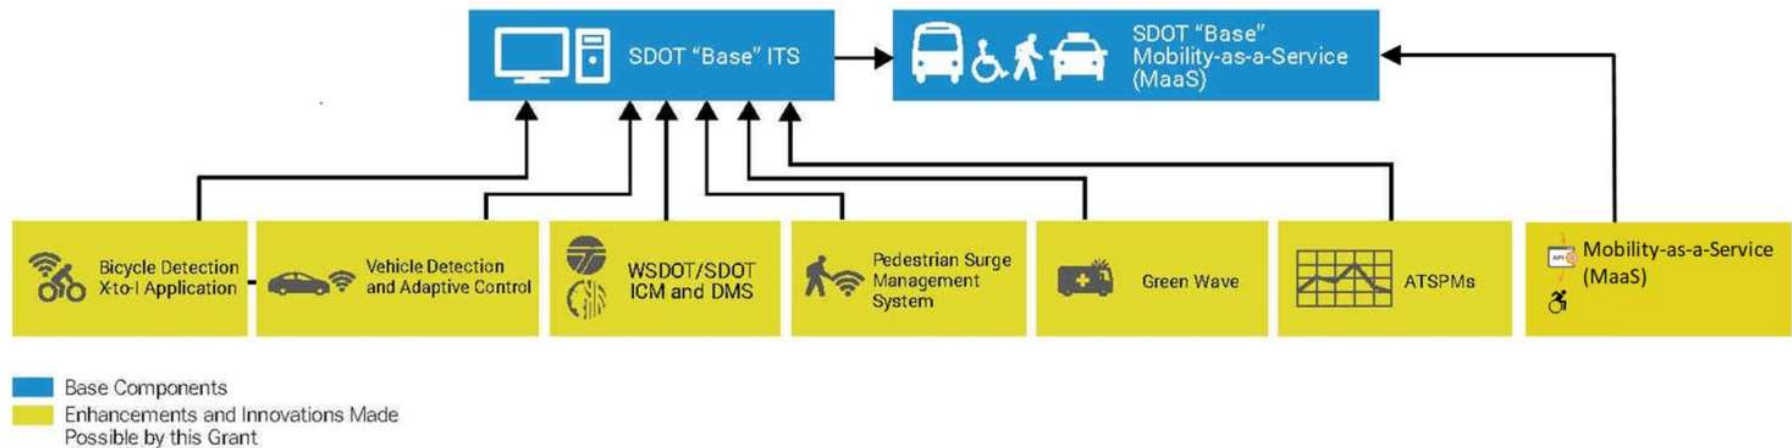 SDOT “Base” ITS
SDOT “Base”
Mobility-as-a-Service
(MaaS)
Bicycle Detection
X-to-I Application
Vehicle Detection
and Adaptive Control
WSDOT/SDOT
ICM and DMS
Pedestrian Surge
Management
System
Green Wave
ATSPMs
API
Mobility-as-a-Service
(MaaS)
Base Components
Enhancements and Innovations Made
Possible by this Grant